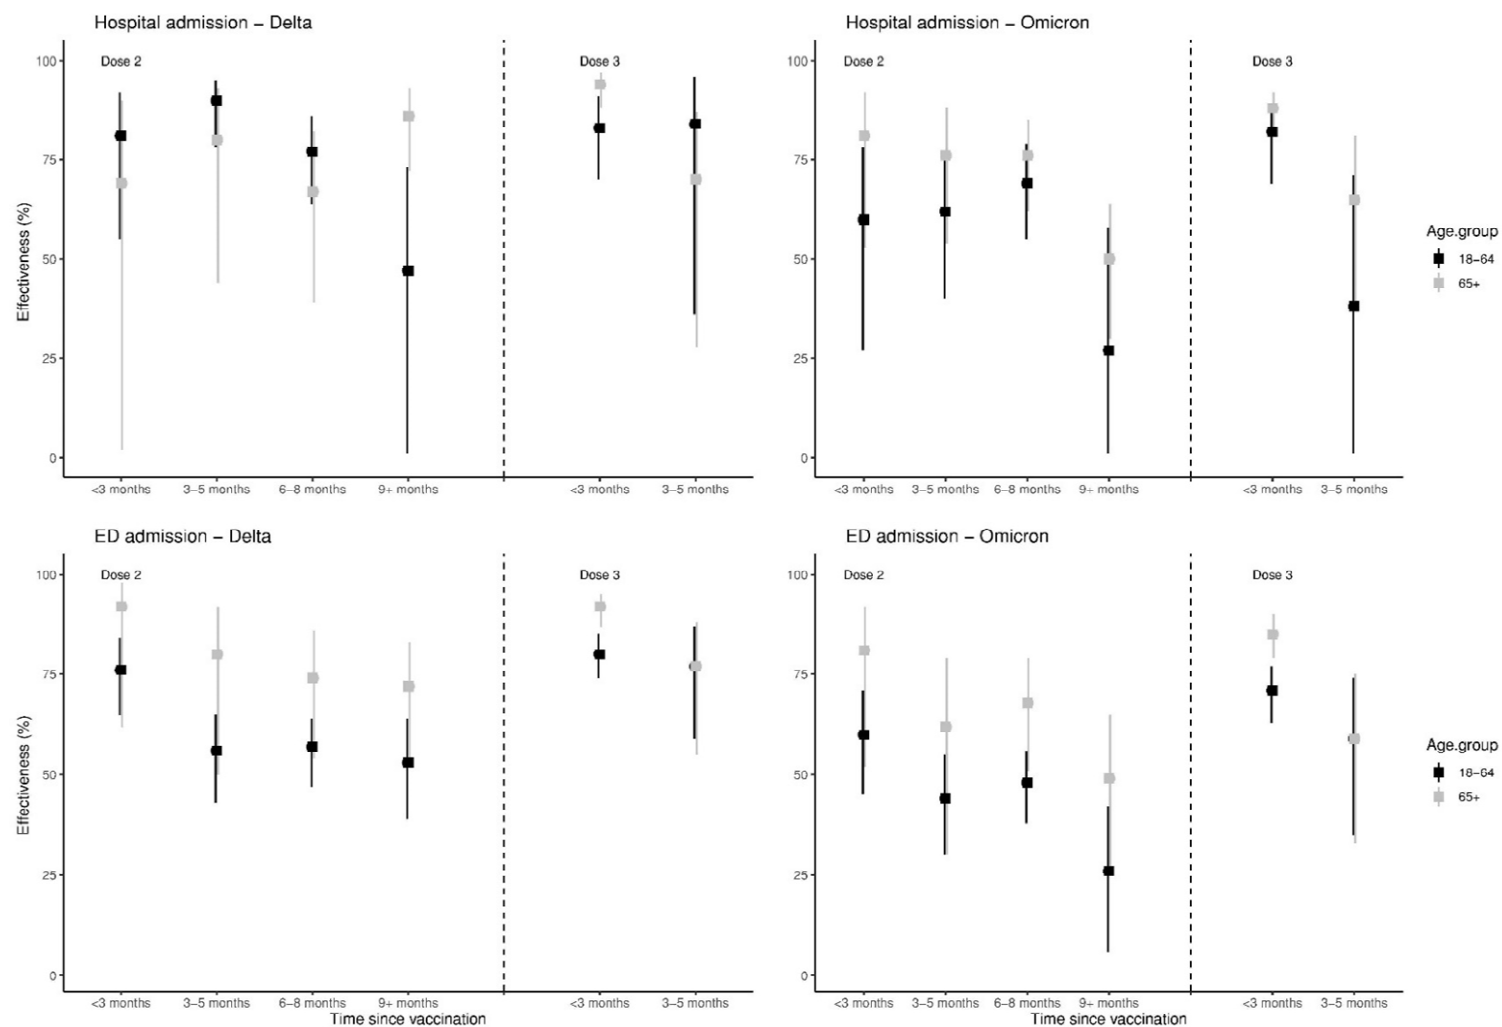 Hospital admission – Delta
Dose 2
Dose 3
100
75
50
25
0
Effectiveness (%)
<3 months 3–5 months 6–8 months 9+ months <3 months 3–5 months
Hospital admission – Omicron
Dose 2
Dose 3
100
75
50
25
0
<3 months 3–5 months 6–8 months 9+ months <3 months 3–5 months
Age.group
18–64
65+
ED admission – Delta
Dose 2
Dose 3
100
75
50
25
0
Effectiveness (%)
<3 months 3–5 months 6–8 months 9+ months <3 months 3–5 months
Time since vaccination
ED admission – Omicron
Dose 2
Dose 3
100
75
50
25
0
<3 months 3–5 months 6–8 months 9+ months <3 months 3–5 months
Time since vaccination
Age.group
18–64
65+